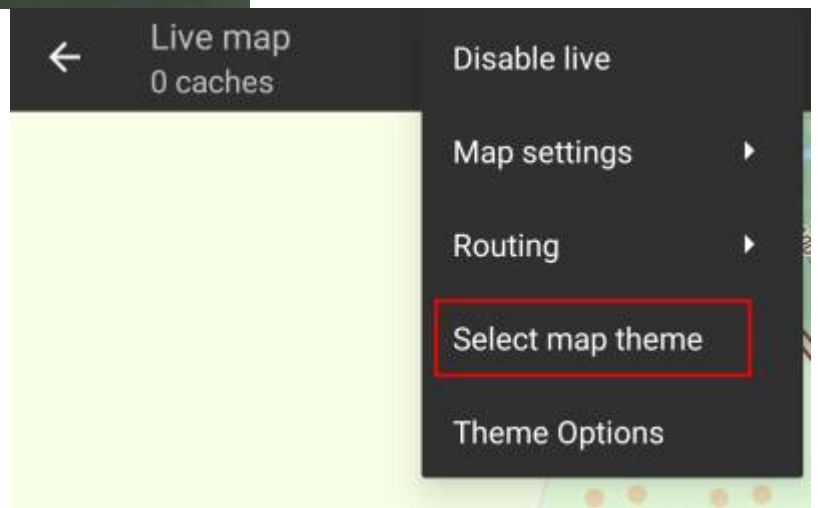 Live map
0 caches
Disable live
Map settings
Routing
Select map theme
Theme Options